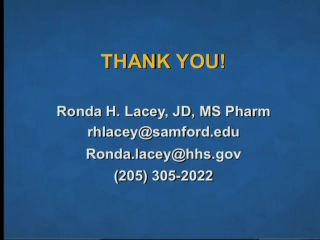 THANK YOU!
Ronda H. Lacey, JD, MS Pharm
rhlacey@samford.edu
Ronda.lacey@hhs.gov
(205) 305-2022